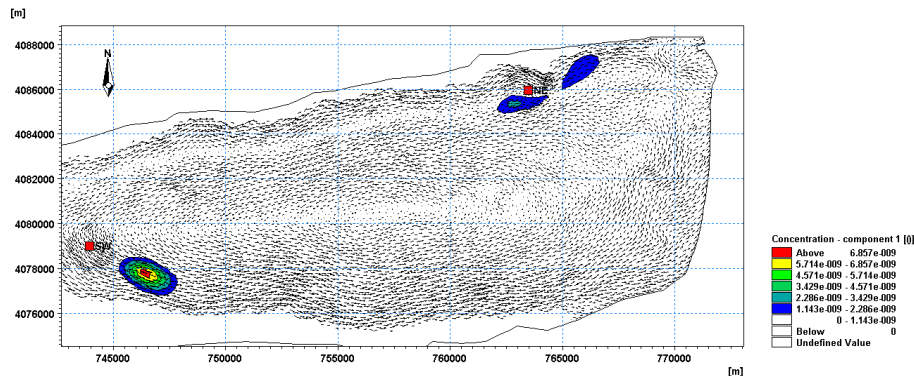 [m]
4088000
N
4086000
NE
4084000
4082000
4080000
SW
4078000
4076000
745000 750000 755000 760000 765000 770000
[m]
Concentration - component 1 [()]
Above 6.857e-009
5.714e-009 - 6.857e-009
4.571e-009 - 5.714e-009
3.429e-009 - 4.571e-009
2.286e-009 - 3.429e-009
1.143e-009 - 2.286e-009
0 - 1.143e-009
Below 0
Undefined Value